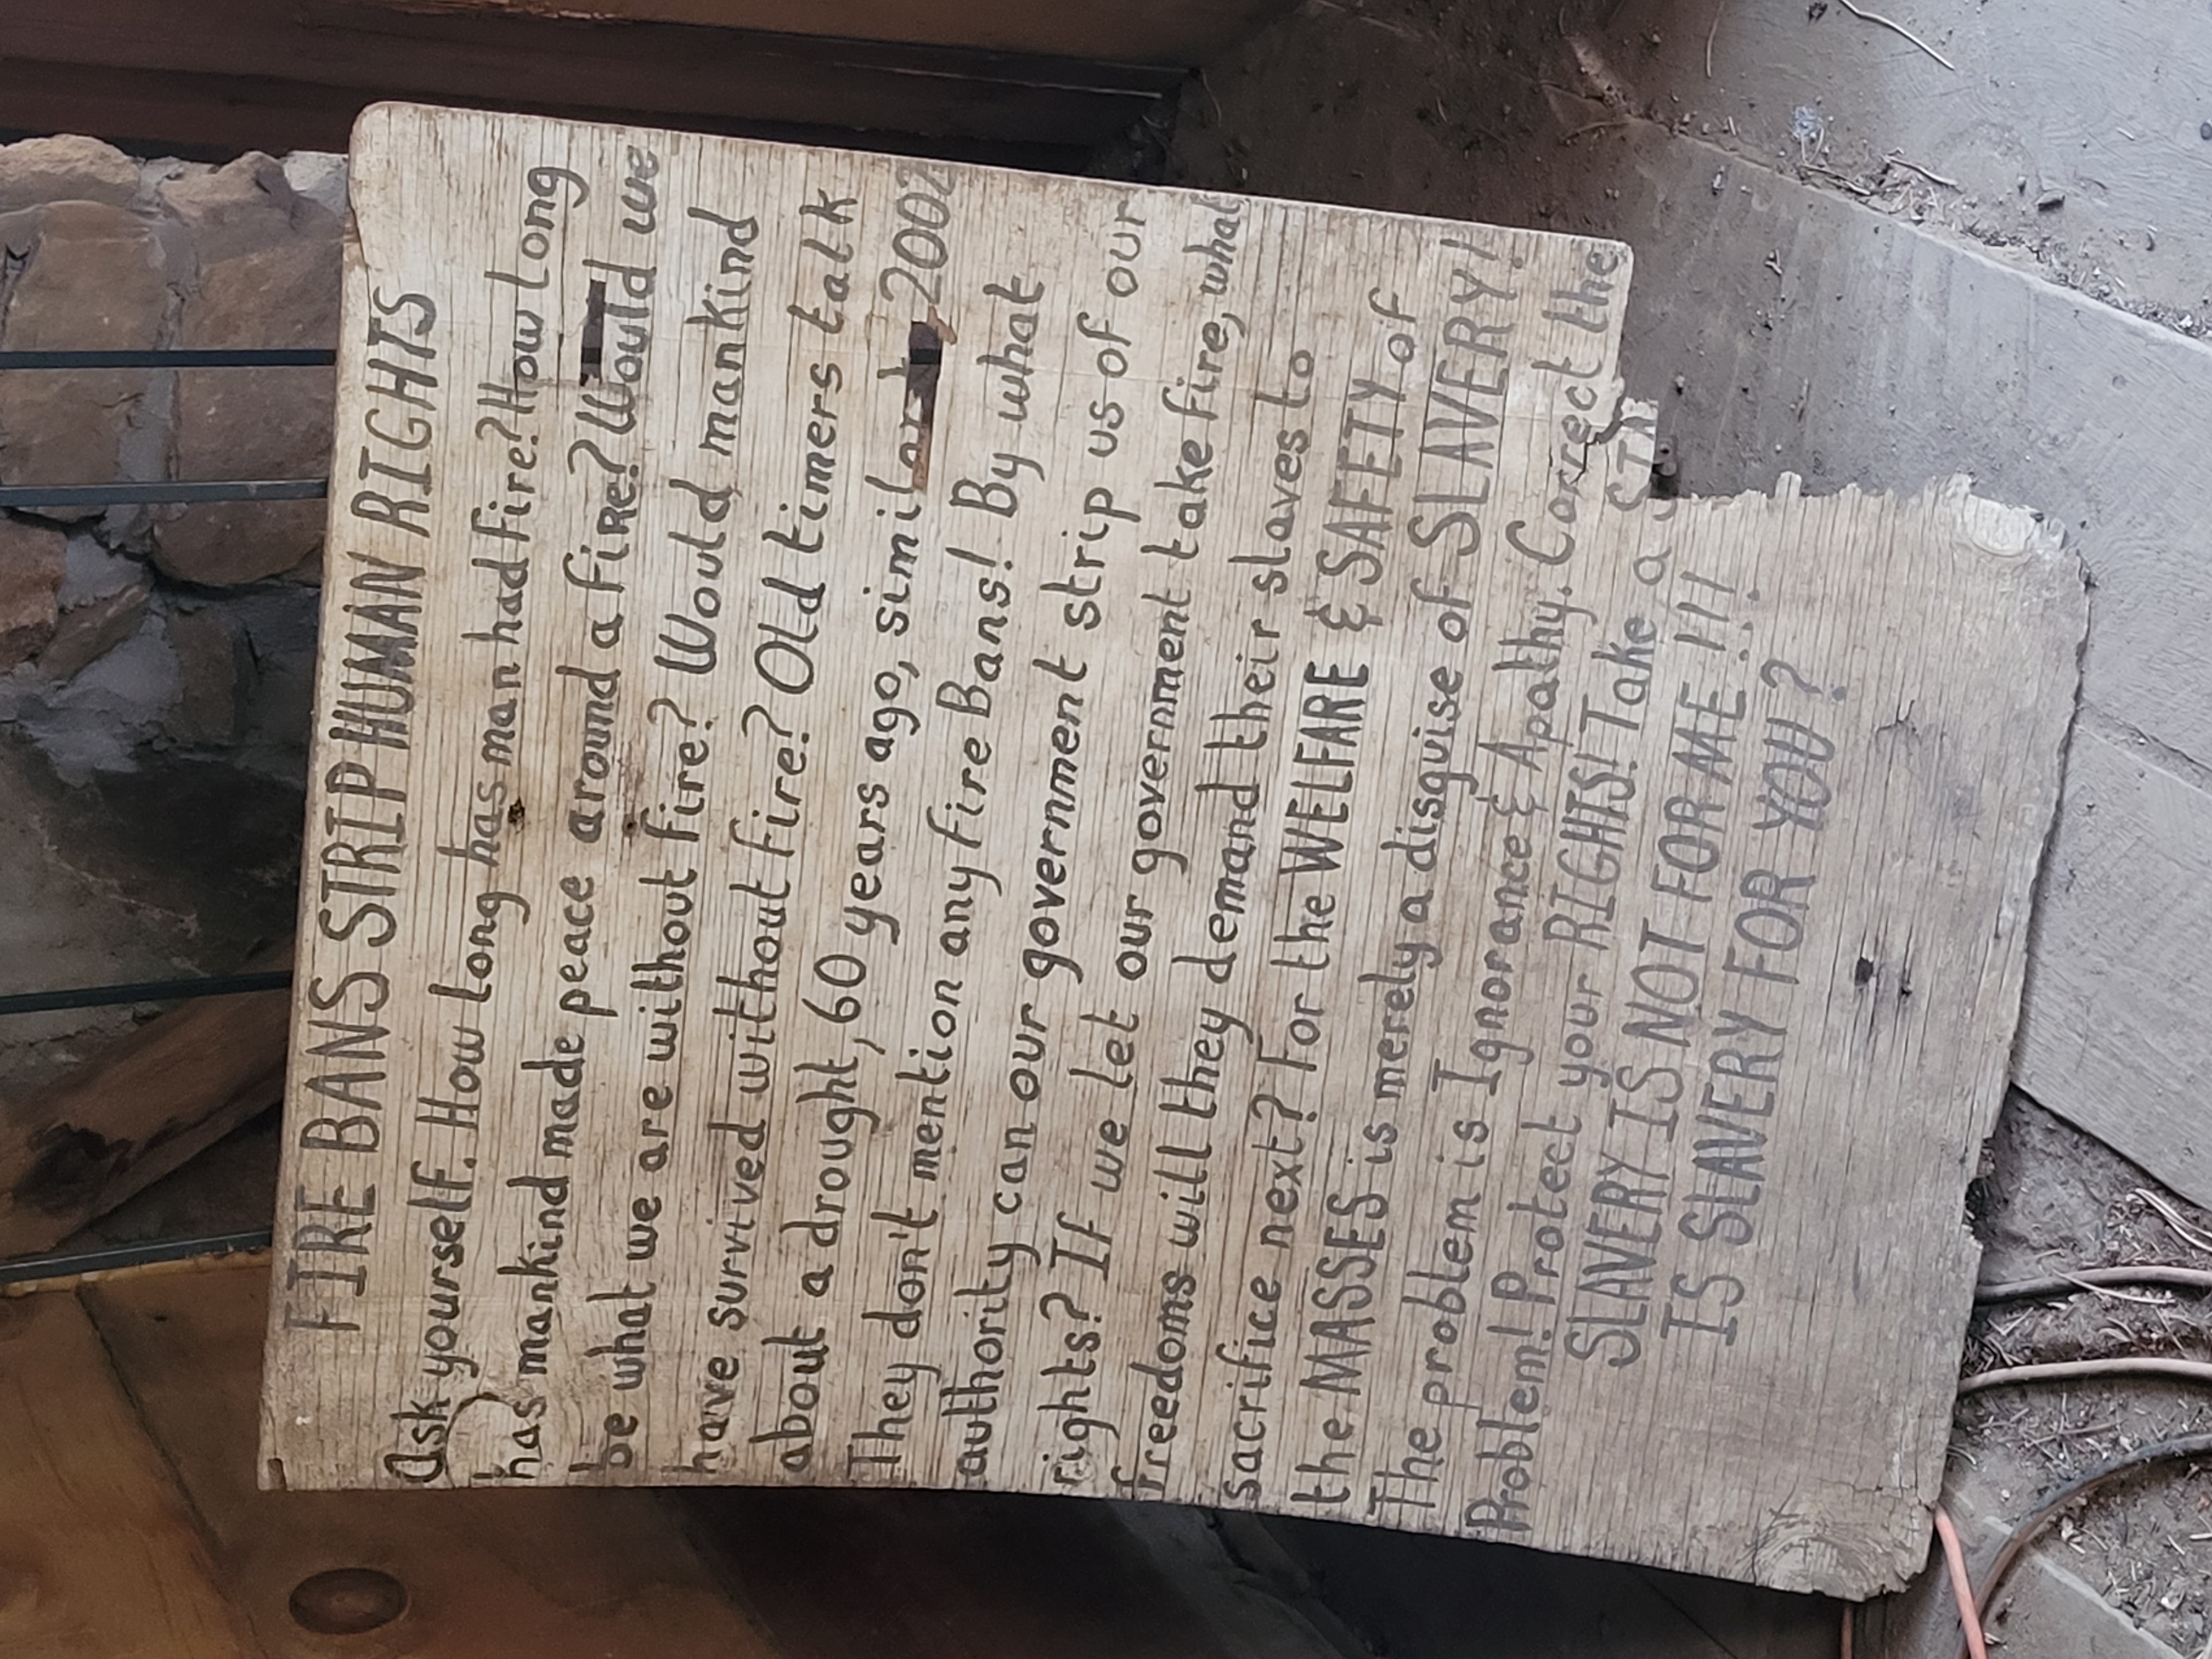 FIRE BANS STRIP HUMAN RIGHTS
Ask yourself. How long has man had fire? How long
has mankind made peace around a fire? Would we
be what we are without fire? Would mankind
have survived without fire? Old timers talk
about a drought, 60 years ago, similar 2002
They don't mention any fire Bans! By what
authority can our government strip us of our
rights? If we let our government take fire, what
freedoms will they demand their slaves to
sacrifice next? For the WELFARE & SAFETY of
the MASSES is merely a disguise of SLAVERY!
The problem is Ignorance & Apathy. Correct the
Problem! Protect your RIGHTS! Take a STA
SLAVERY IS NOT FOR ME!!!
IS SLAVERY FOR YOU?